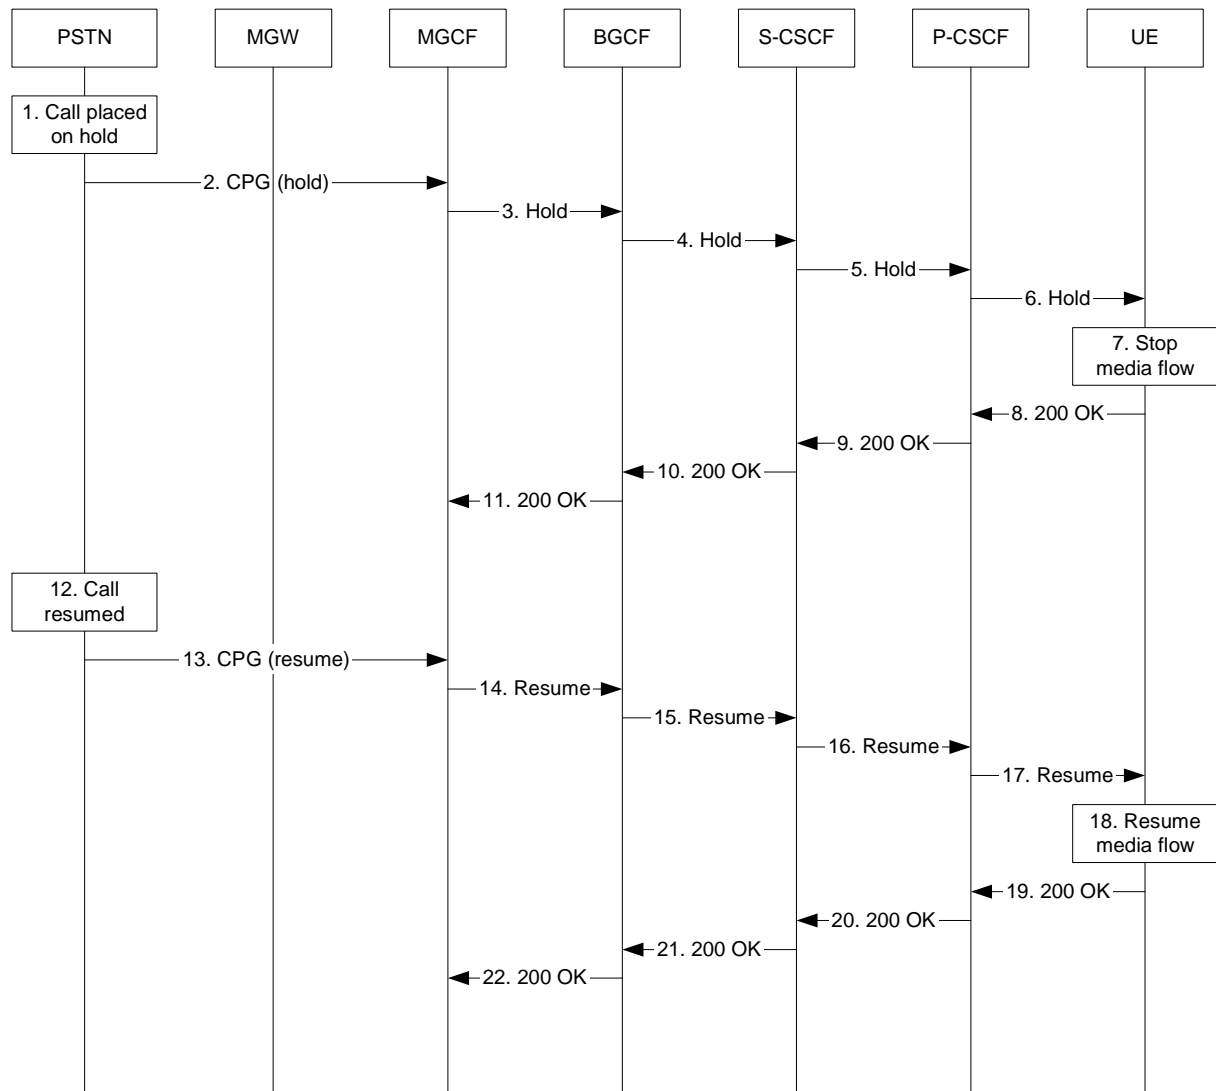 PSTN
MGW
MGCF
BGCF
S-CSCF
P-CSCF
UE
1. Call placed
on hold
2. CPG (hold)
3. Hold
4. Hold
5. Hold
6. Hold
7. Stop
media flow
8. 200 OK
9. 200 OK
10. 200 OK
11. 200 OK
12. Call
resumed
13. CPG (resume)
14. Resume
15. Resume
16. Resume
17. Resume
18. Resume
media flow
19. 200 OK
20. 200 OK
21. 200 OK
22. 200 OK